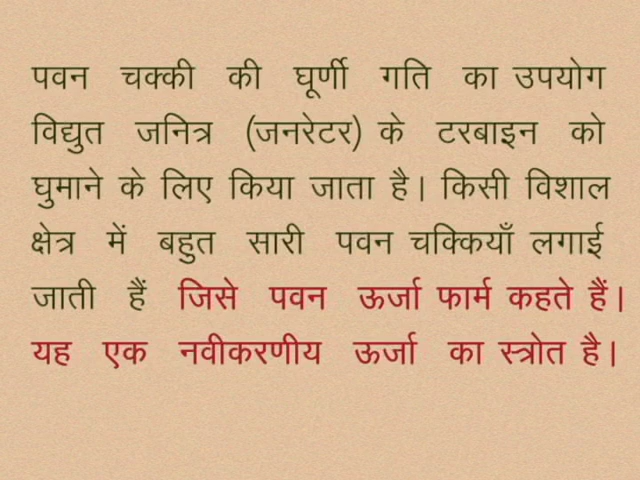 पवन चक्की की घूर्णी गति का उपयोग
विद्युत जनित्र (जनरेटर) के टरबाइन को
घुमाने के लिए किया जाता है। किसी विशाल
क्षेत्र में बहुत सारी पवन चक्कियाँ लगाई
जाती हैं जिसे पवन ऊर्जा फार्म कहते हैं।
यह एक नवीकरणीय ऊर्जा का स्त्रोत है।